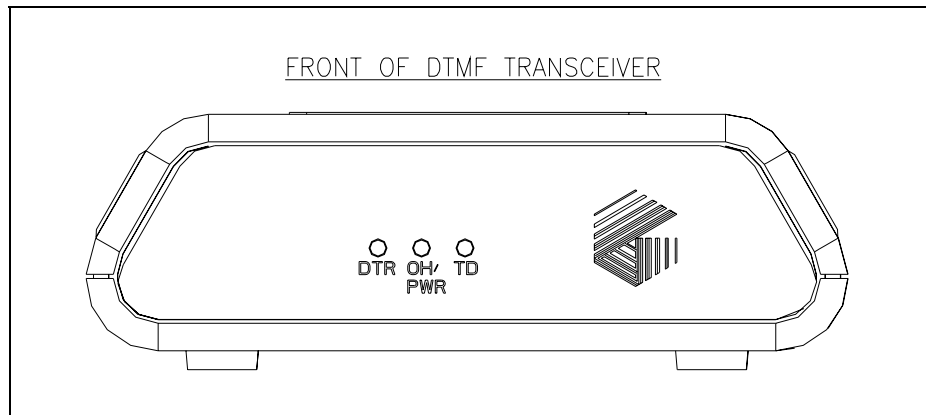 FRONT OF DTMF TRANSCEIVER
DTR OH/ TD
PWR